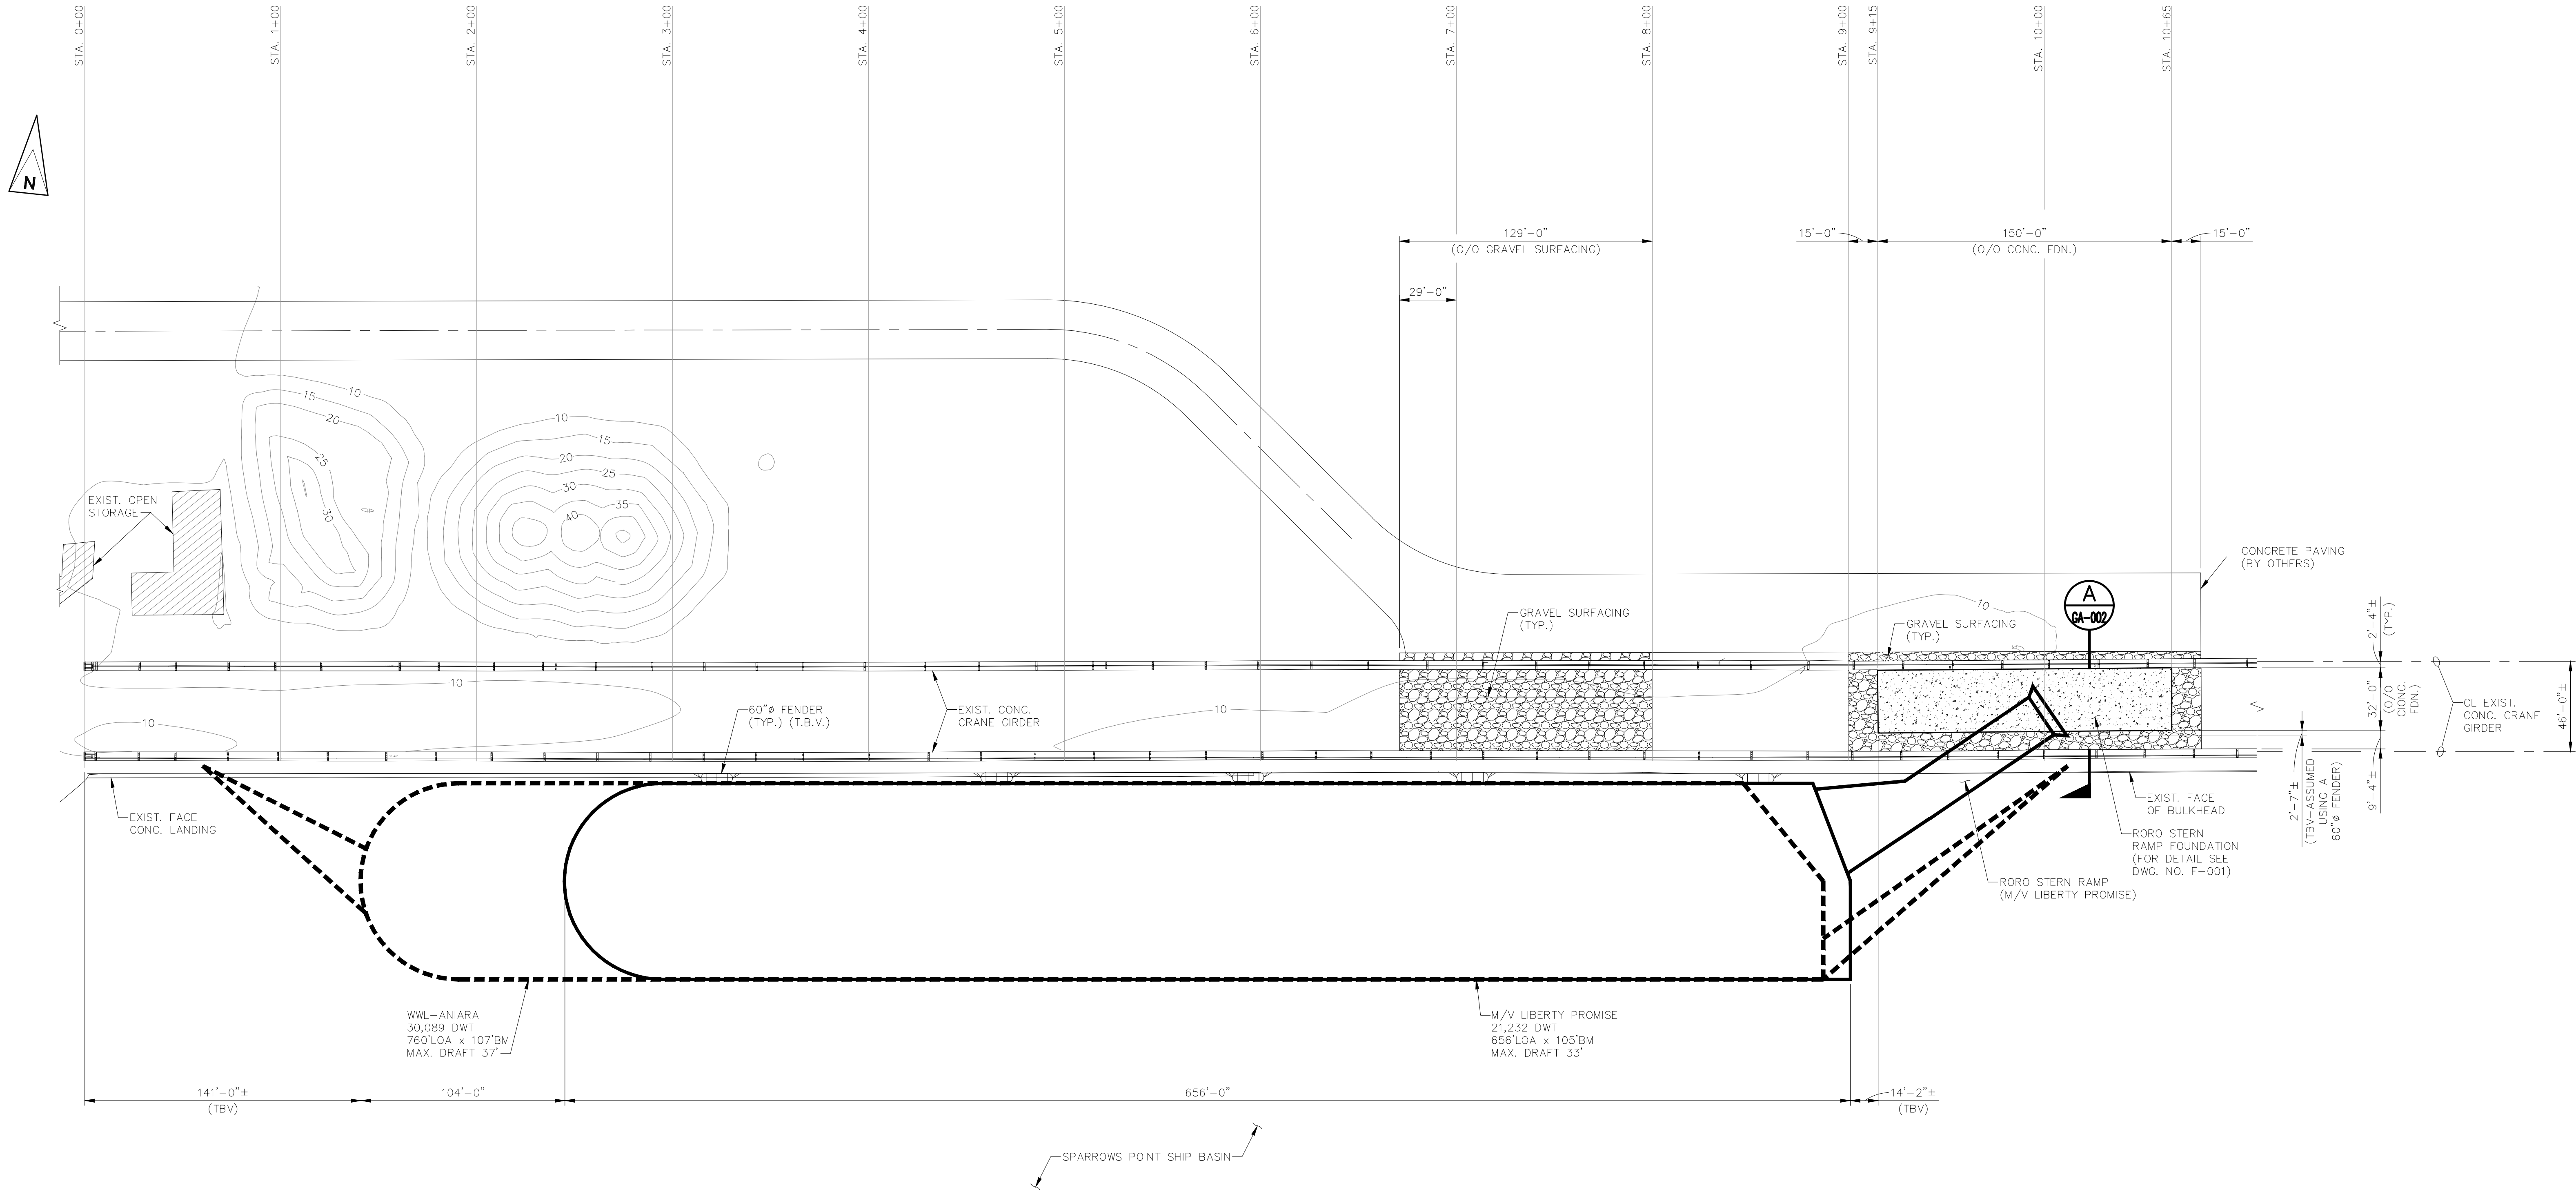 STA. 0+00
STA. 1+00
STA. 2+00
STA. 3+00
STA. 4+00
STA. 5+00
STA. 6+00
STA. 7+00
STA. 8+00
STA. 9+00
STA. 9+15
STA. 10+00
STA. 10+65
N
129'-0"
(O/O GRAVEL SURFACING)
29'-0"
15'-0"
150'-0"
(O/O CONC. FDN.)
15'-0"
10
15
20
25
30
10
15
20
25
30
35
40
EXIST. OPEN
STORAGE
CONCRETE PAVING
(BY OTHERS)
A
GA-002
10
GRAVEL SURFACING
(TYP.)
GRAVEL SURFACING
(TYP.)
2'-4"±
(TYP.)
32'-0"
(O/O
CIONC.
FDN.)
46'-0"±
CL EXIST.
CONC. CRANE
GIRDER
10
10
10
60"ø FENDER
(TYP.) (T.B.V.)
EXIST. CONC.
CRANE GIRDER
2'-7"±
(TBV-ASSUMED
USING A
60"ø FENDER)
9'-4"±
EXIST. FACE
CONC. LANDING
EXIST. FACE
OF BULKHEAD
RORO STERN
RAMP FOUNDATION
(FOR DETAIL SEE
DWG. NO. F-001)
RORO STERN RAMP
(M/V LIBERTY PROMISE)
WWL-ANIARA
30,089 DWT
760'LOA x 107'BM
MAX. DRAFT 37'
M/V LIBERTY PROMISE
21,232 DWT
656'LOA x 105'BM
MAX. DRAFT 33'
141'-0"±
(TBV)
104'-0"
656'-0"
14'-2"±
(TBV)
SPARROWS POINT SHIP BASIN